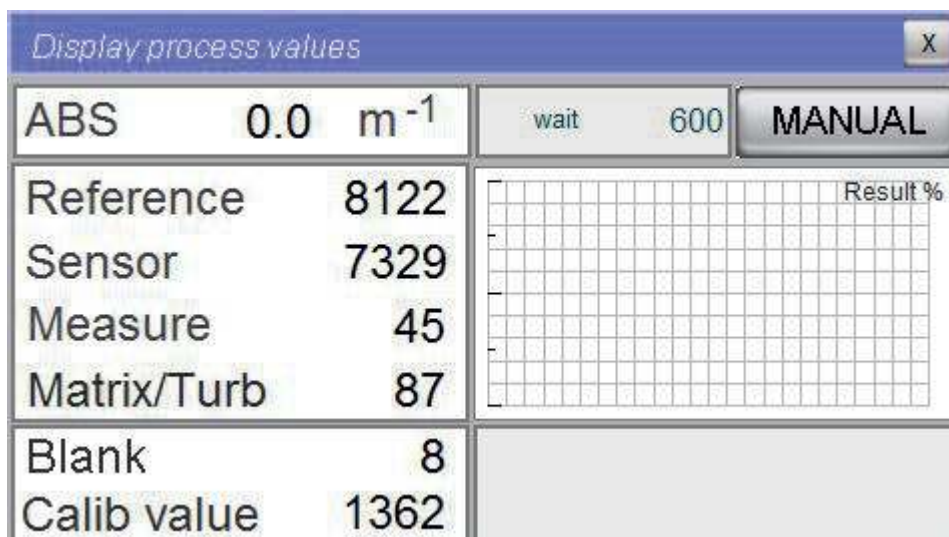 Display process values X
ABS 0.0 m⁻¹ wait 600 MANUAL
Reference 8122 Result %
Sensor 7329
Measure 45
Matrix/Turb 87
Blank 8
Calib value 1362